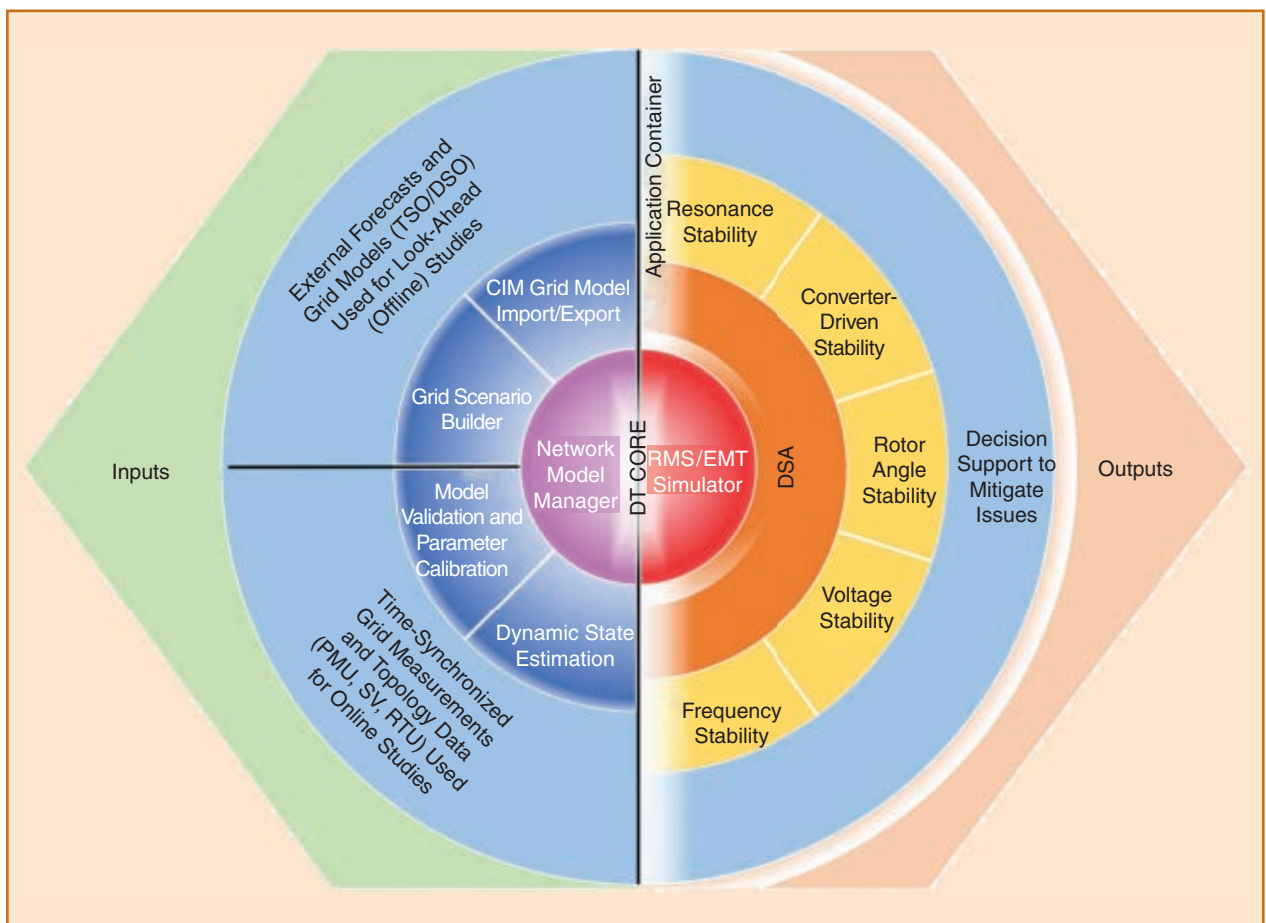 Inputs
External Forecasts and
Grid Models (TSO/DSO)
Used for Look-Ahead
(Offline) Studies
Time-Synchronized
Grid Measurements
and Topology Data
(PMU, SV, RTU) Used
for Online Studies
CIM Grid Model
Import/Export
Grid Scenario
Builder
Model
Validation and
Parameter
Calibration
Dynamic State
Estimation
Network
Model
Manager
DT CORE
RMS/EMT
Simulator
Application Container
DSA
Resonance
Stability
Converter-
Driven
Stability
Rotor
Angle
Stability
Voltage
Stability
Frequency
Stability
Decision
Support to
Mitigate
Issues
Outputs